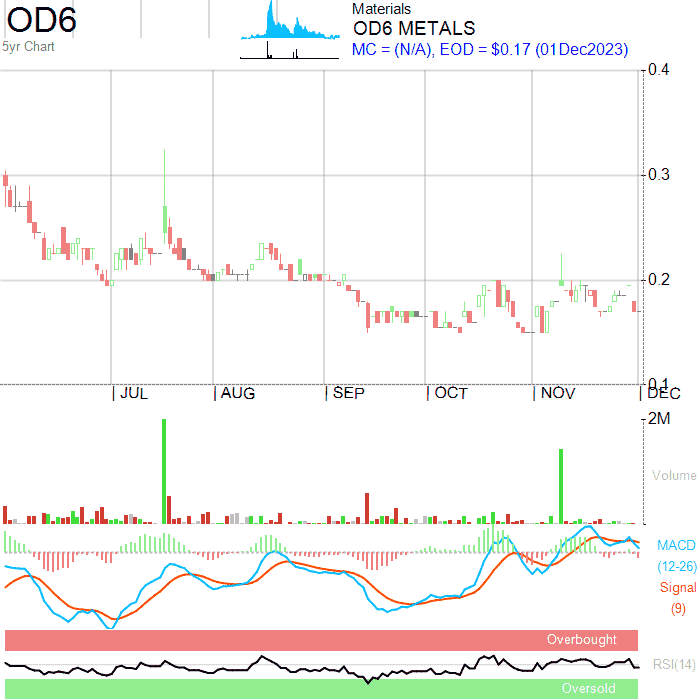 OD6
5yr Chart
Materials
OD6 METALS
MC = (N/A), EOD = $0.17 (01Dec2023)
0.4
0.3
0.2
0.1
JUL AUG SEP OCT NOV DEC
2M
Volume
MACD
(12-26)
Signal
(9)
Overbought
RSI(14)
Oversold